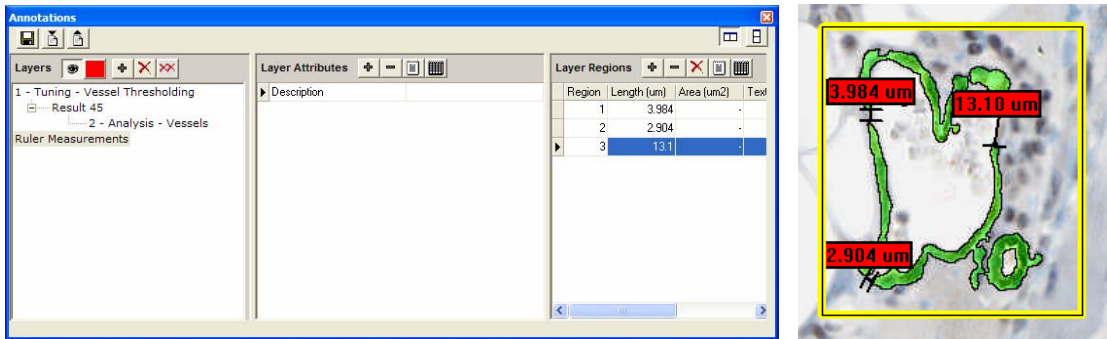 Annotations
Layers
Layer Attributes
Layer Regions
1 - Tuning - Vessel Thresholding
Result 45
2 - Analysis - Vessels
Ruler Measurements
Description
Region Length (um) Area (um2) Text
1 3.984 -
2 2.904 -
3 13.1 -
3.984 um
13.10 um
2.904 um